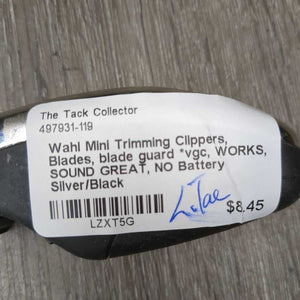 The Tack Collector
497931-119
Wahl Mini Trimming Clippers,
Blades, blade guard *vgc, WORKS,
SOUND GREAT, NO Battery
Silver/Black
LZXT5G
$8.45